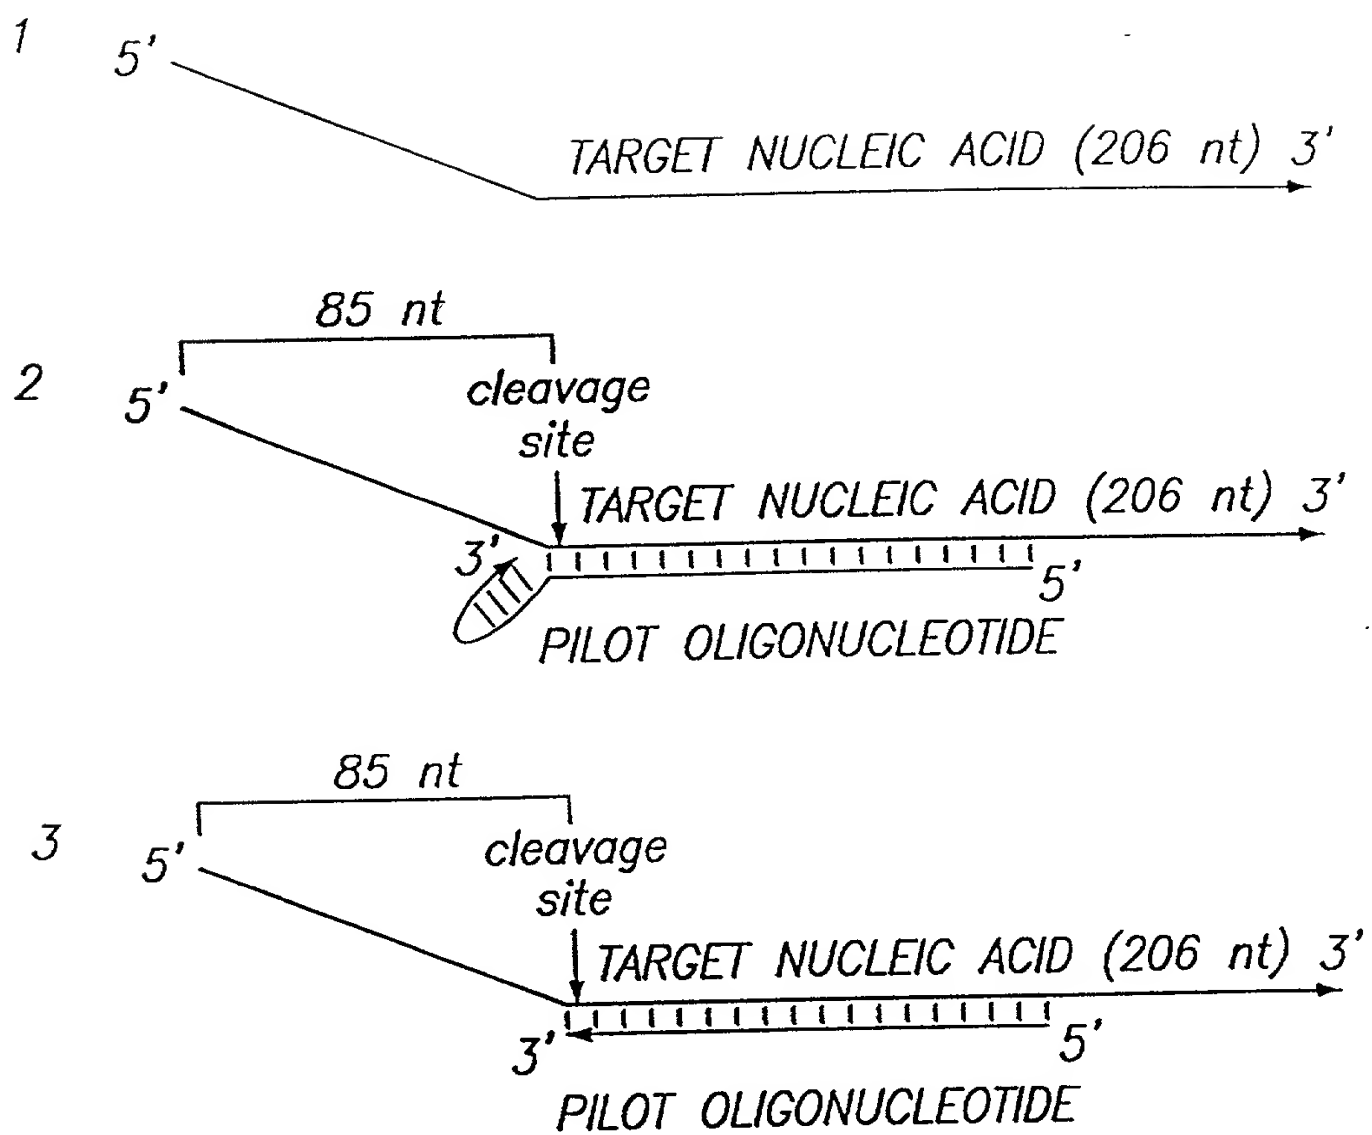 1
5'
TARGET NUCLEIC ACID (206 nt) 3'
85 nt
2
5'
cleavage
site
TARGET NUCLEIC ACID (206 nt) 3'
3'
5'
PILOT OLIGONUCLEOTIDE
85 nt
3
5'
cleavage
site
TARGET NUCLEIC ACID (206 nt) 3'
3'
5'
PILOT OLIGONUCLEOTIDE